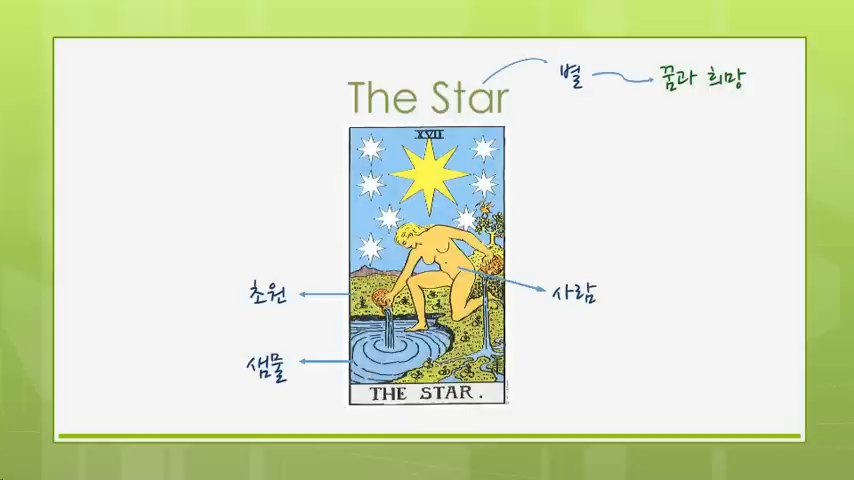 The Star
별
꿈과 희망
XVII
초원
사람
샘물
THE STAR.